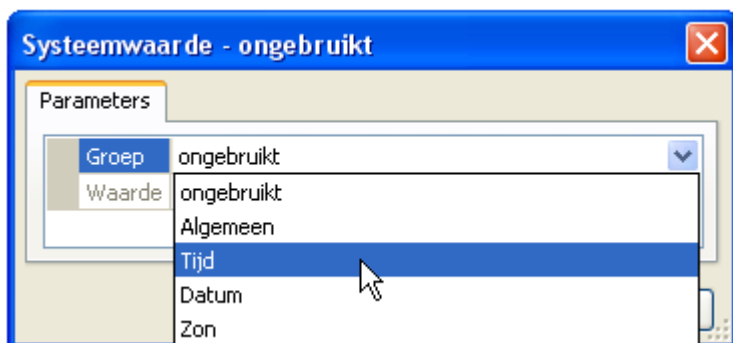 Systeemwaarde - ongebruikt
Parameters
Groep ongebruikt
Waarde
ongebruikt
Algemeen
Tijd
Datum
Zon